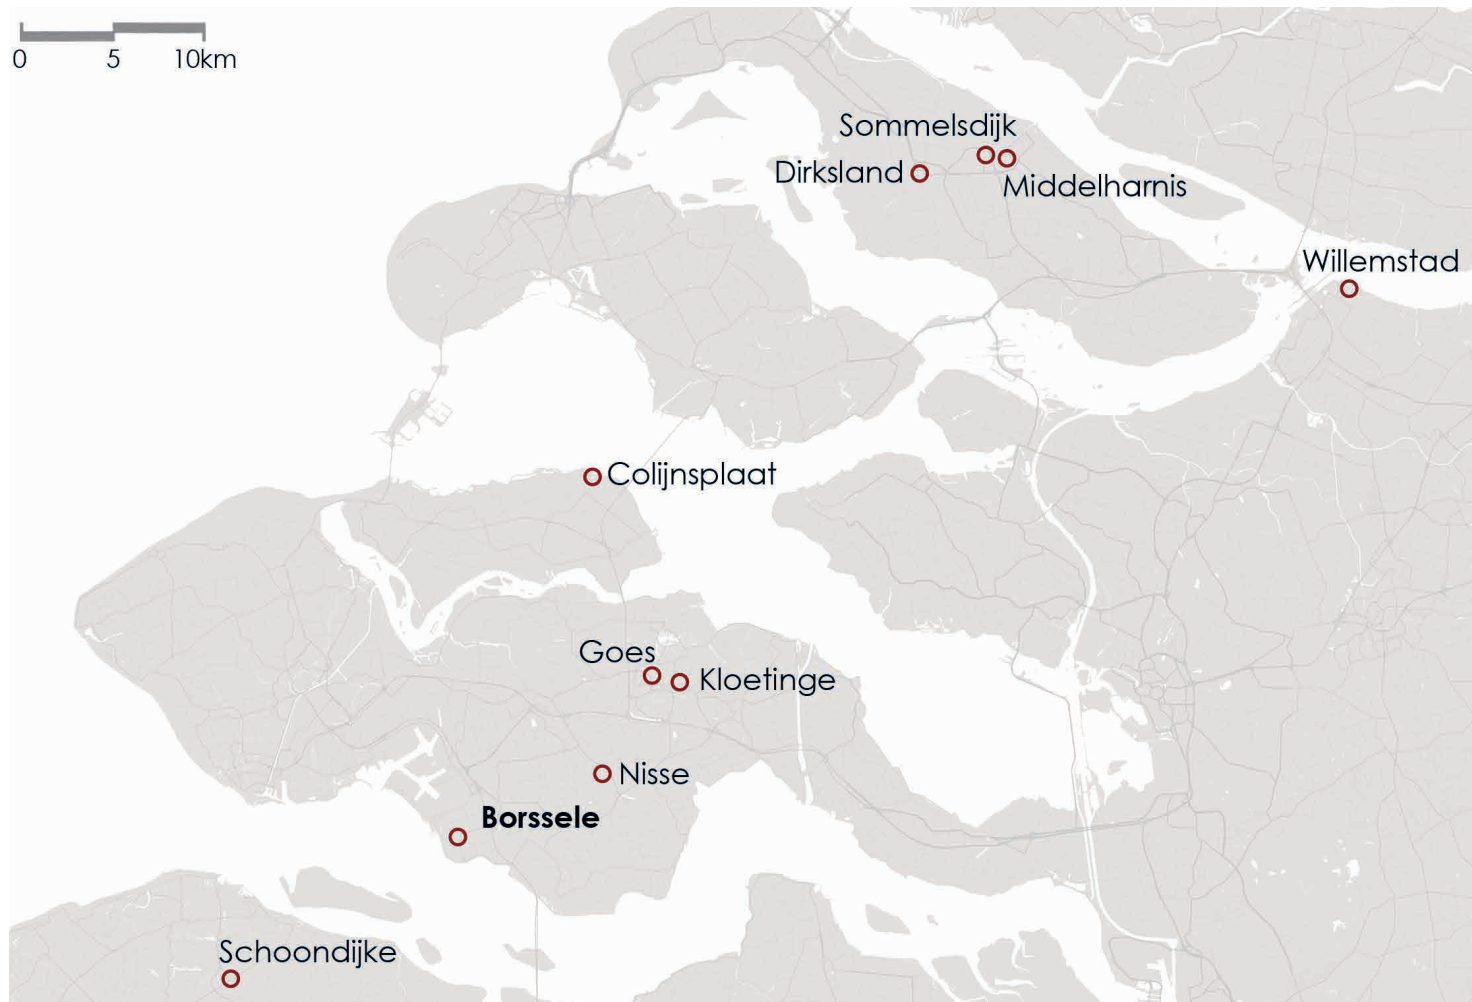 0 5 10km
Sommelsdijk
Dirksland
Middelharnis
Willemstad
Colijnsplaat
Goes
Kloetinge
Nisse
Borssele
Schoondijke